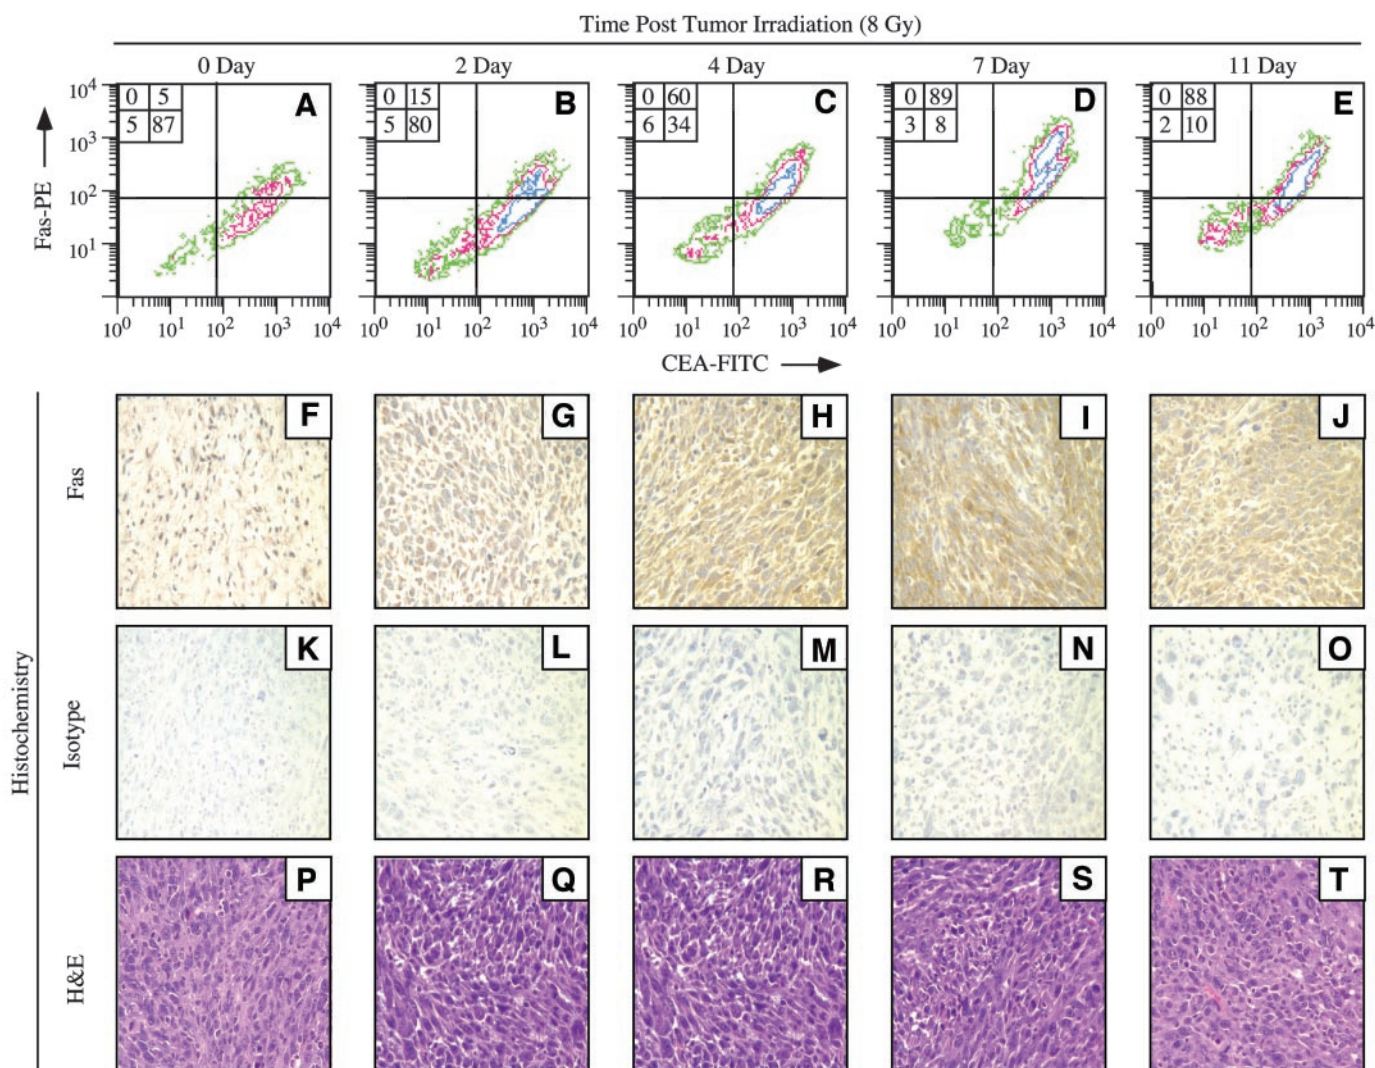 Time Post Tumor Irradiation (8 Gy)
0 Day 2 Day 4 Day 7 Day 11 Day
A B C D E
0 5 0 15 0 60 0 89 0 88
5 87 5 80 6 34 3 8 2 10
10^4
10^3
10^2
10^1
Fas-PE
10^0 10^1 10^2 10^3 10^4 10^0 10^1 10^2 10^3 10^4 10^0 10^1 10^2 10^3 10^4 10^0 10^1 10^2 10^3 10^4 10^0 10^1 10^2 10^3 10^4
CEA-FITC
Histochemistry
Fas
F G H I J
Isotype
K L M N O
H&E
P Q R S T